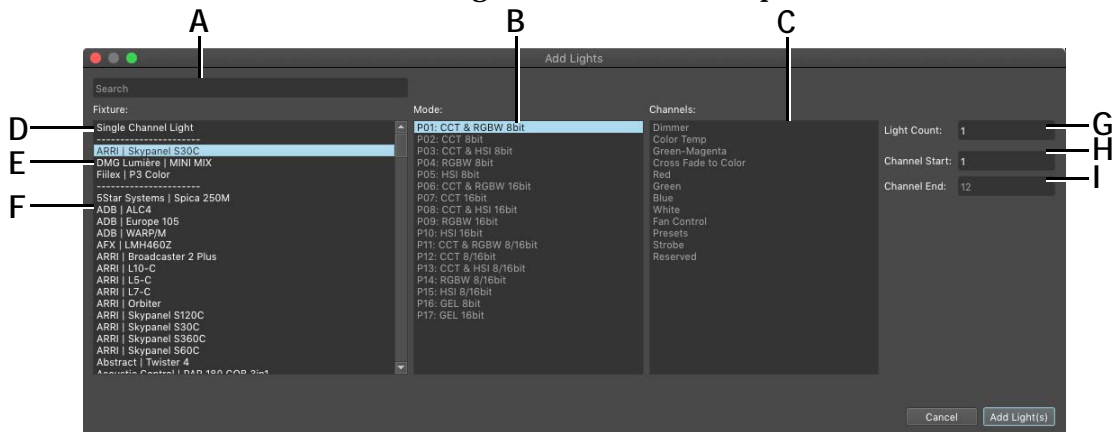 A
B
C
Add Lights
Search
Fixture:
Mode:
Channels:
D
E
F
Single Channel Light
----------------------
ARRI | Skypanel S30C
DMG Lumière | MINI MIX
Fiilex | P3 Color
----------------------
5Star Systems | Spica 250M
ADB | ALC4
ADB | Europe 105
ADB | WARP/M
AFX | LMH460Z
ARRI | Broadcaster 2 Plus
ARRI | L10-C
ARRI | L5-C
ARRI | L7-C
ARRI | Orbiter
ARRI | Skypanel S120C
ARRI | Skypanel S30C
ARRI | Skypanel S360C
ARRI | Skypanel S60C
Abstract | Twister 4
P01: CCT & RGBW 8bit
P02: CCT 8bit
P03: CCT & HSI 8bit
P04: RGBW 8bit
P05: HSI 8bit
P06: CCT & RGBW 16bit
P07: CCT 16bit
P08: CCT & HSI 16bit
P09: RGBW 16bit
P10: HSI 16bit
P11: CCT & RGBW 8/16bit
P12: CCT 8/16bit
P13: CCT & HSI 8/16bit
P14: RGBW 8/16bit
P15: HSI 8/16bit
P16: GEL 8bit
P17: GEL 16bit
Dimmer
Color Temp
Green-Magenta
Cross Fade to Color
Red
Green
Blue
White
Fan Control
Presets
Strobe
Reserved
Light Count: 1
Channel Start: 1
Channel End: 12
G
H
I
Cancel
Add Light(s)